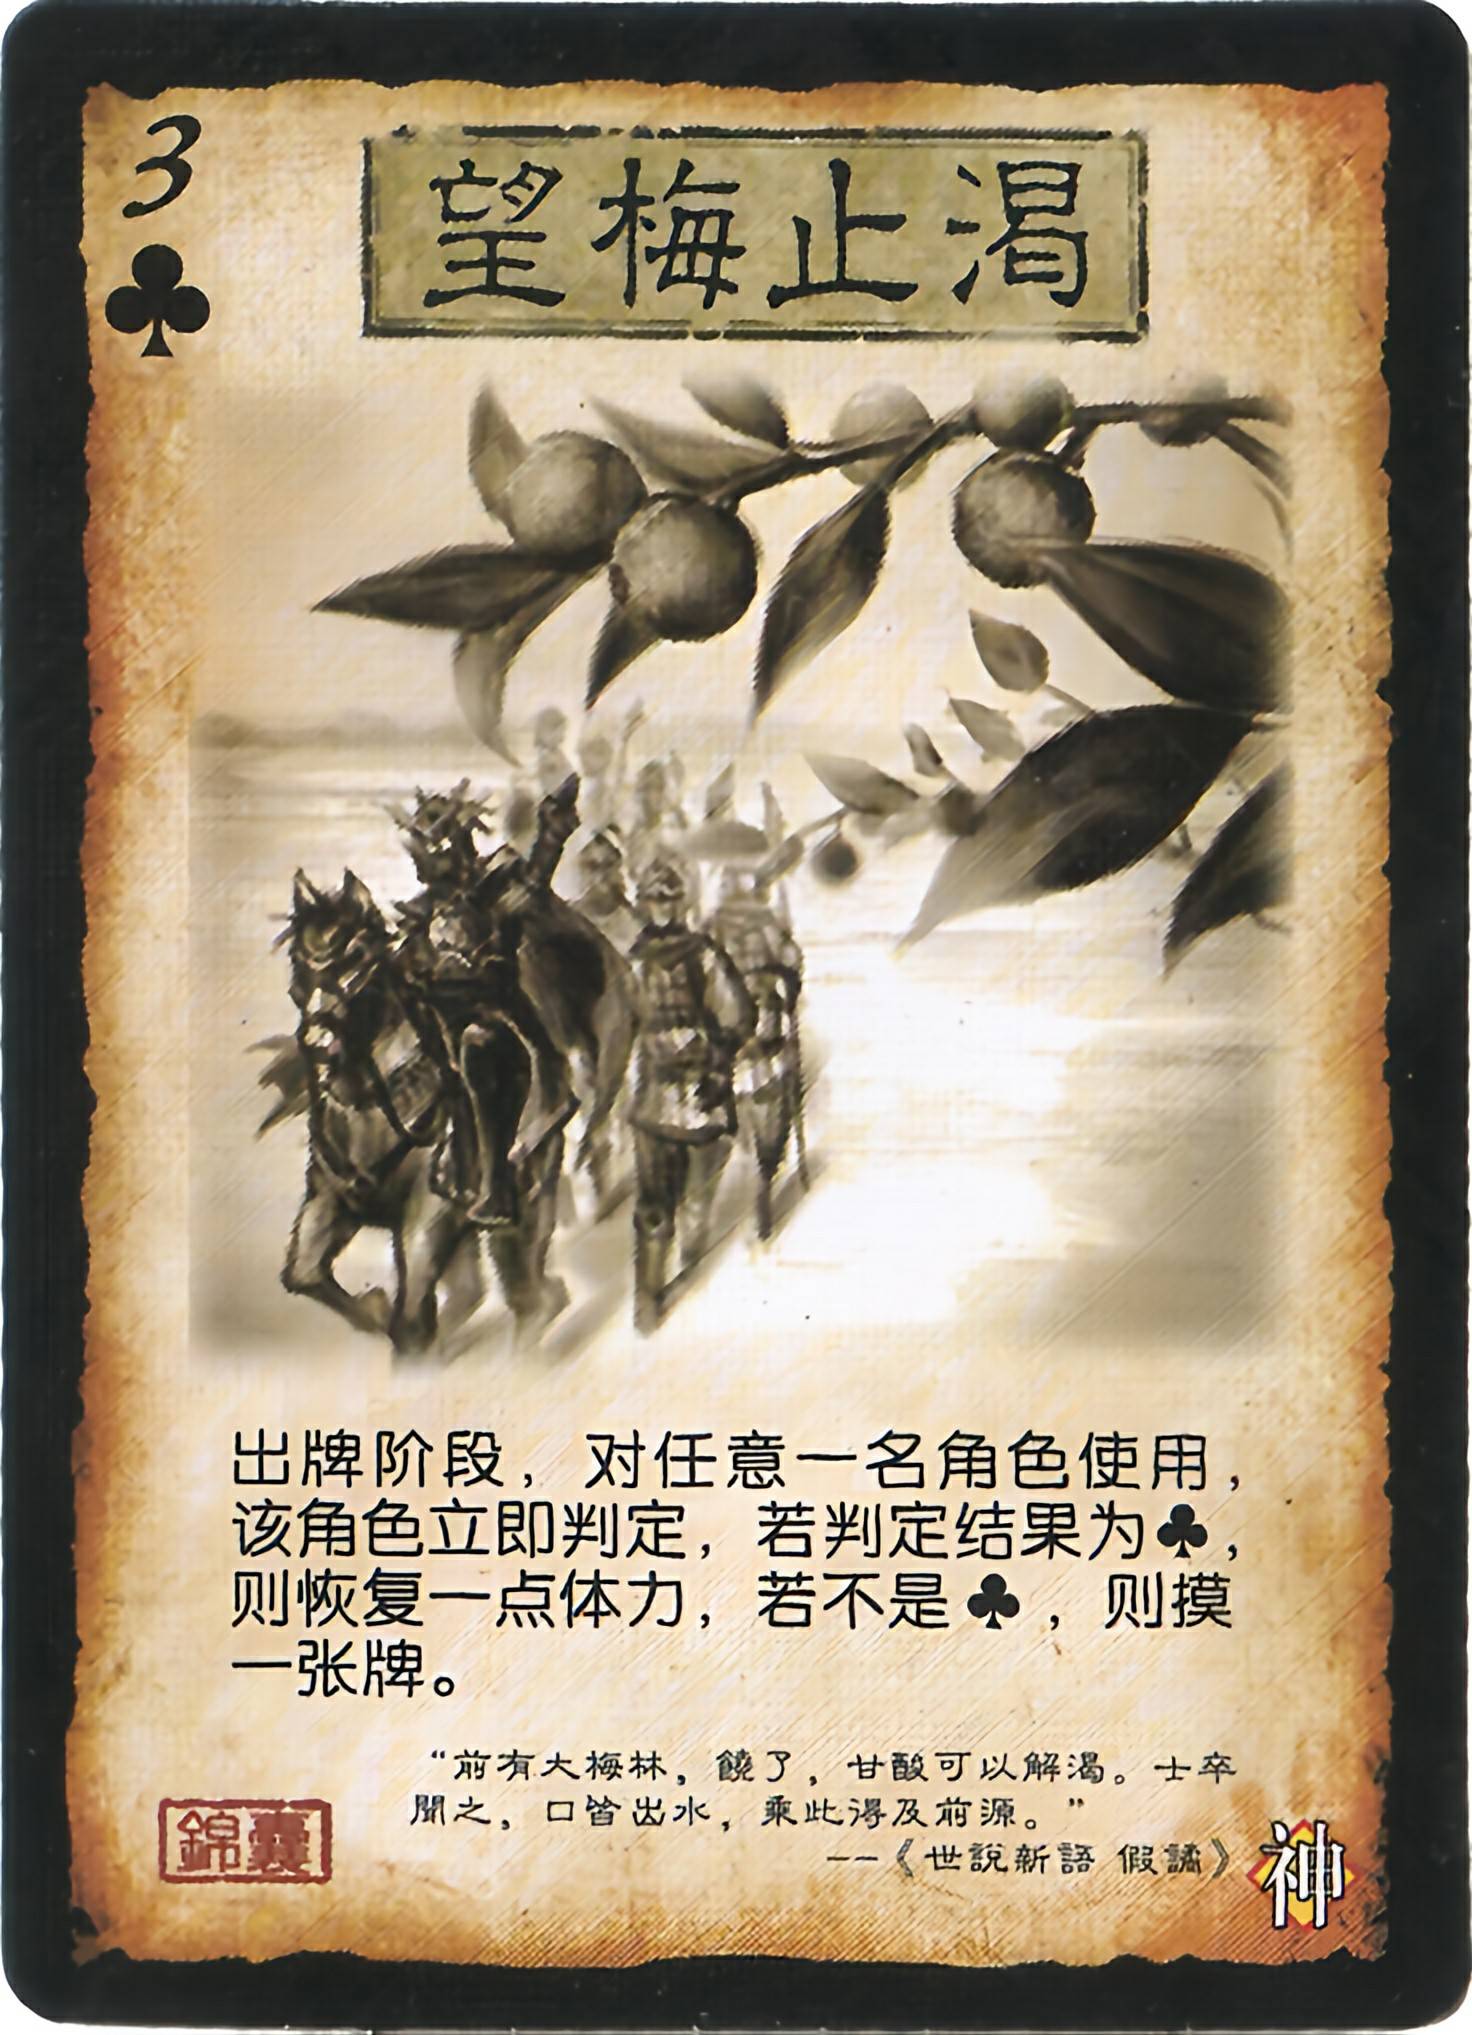 3
♣
望梅止渴
出牌阶段，对任意一名角色使用，
该角色立即判定，若判定结果为♣，
则恢复一点体力，若不是♣，则摸
一张牌。
“前有大梅林，饒了，甘酸可以解渴。士卒
聞之，口皆出水，乘此得及前源。”
--《世說新語 假譎》
錦囊
神